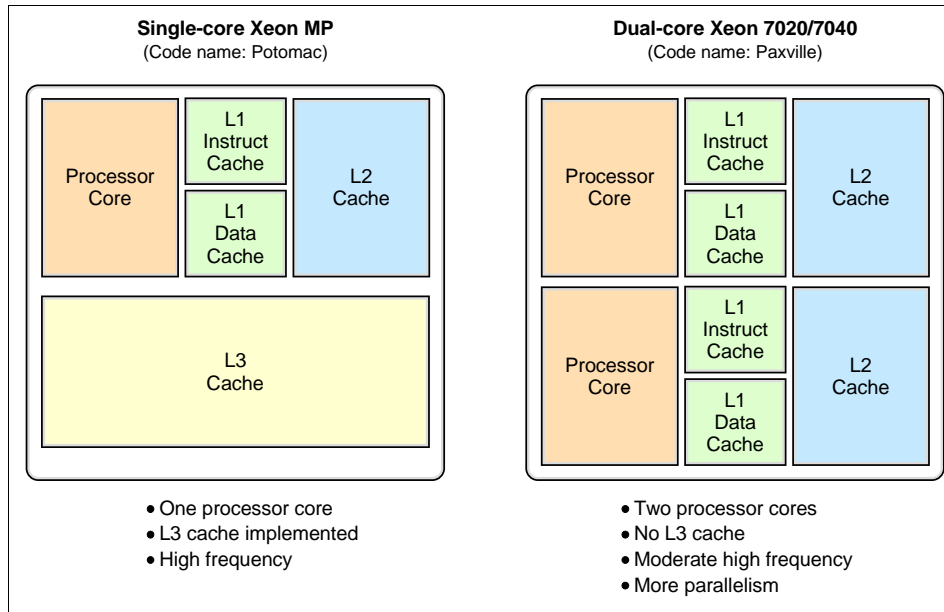 Single-core Xeon MP
(Code name: Potomac)
Processor
Core
L1
Instruct
Cache
L1
Data
Cache
L2
Cache
L3
Cache
• One processor core
• L3 cache implemented
• High frequency
Dual-core Xeon 7020/7040
(Code name: Paxville)
Processor
Core
L1
Instruct
Cache
L1
Data
Cache
L2
Cache
Processor
Core
L1
Instruct
Cache
L1
Data
Cache
L2
Cache
• Two processor cores
• No L3 cache
• Moderate high frequency
• More parallelism